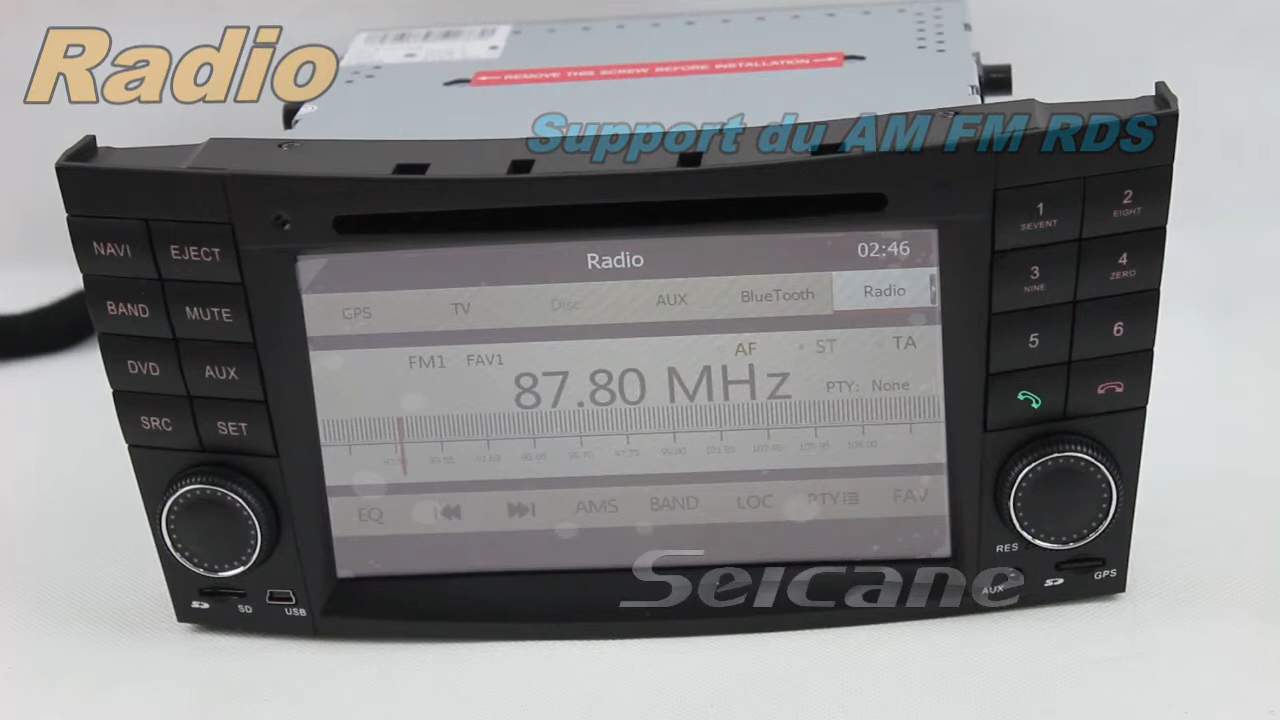 Radio
REMOVE THIS SCREW BEFORE INSTALLATION
Support du AM FM RDS
NAVI EJECT
BAND MUTE
DVD AUX
SRC SET
SD USB
Radio 02:46
GPS TV Disc AUX BlueTooth Radio
FM1 FAV1 AF ST TA
87.80 MHz PTY: None
EQ AMS BAND LOC PTY FAV
1 2
SEVENT EIGHT
3 4
NINE ZERO
5 6
RES
AUX GPS
Seicane